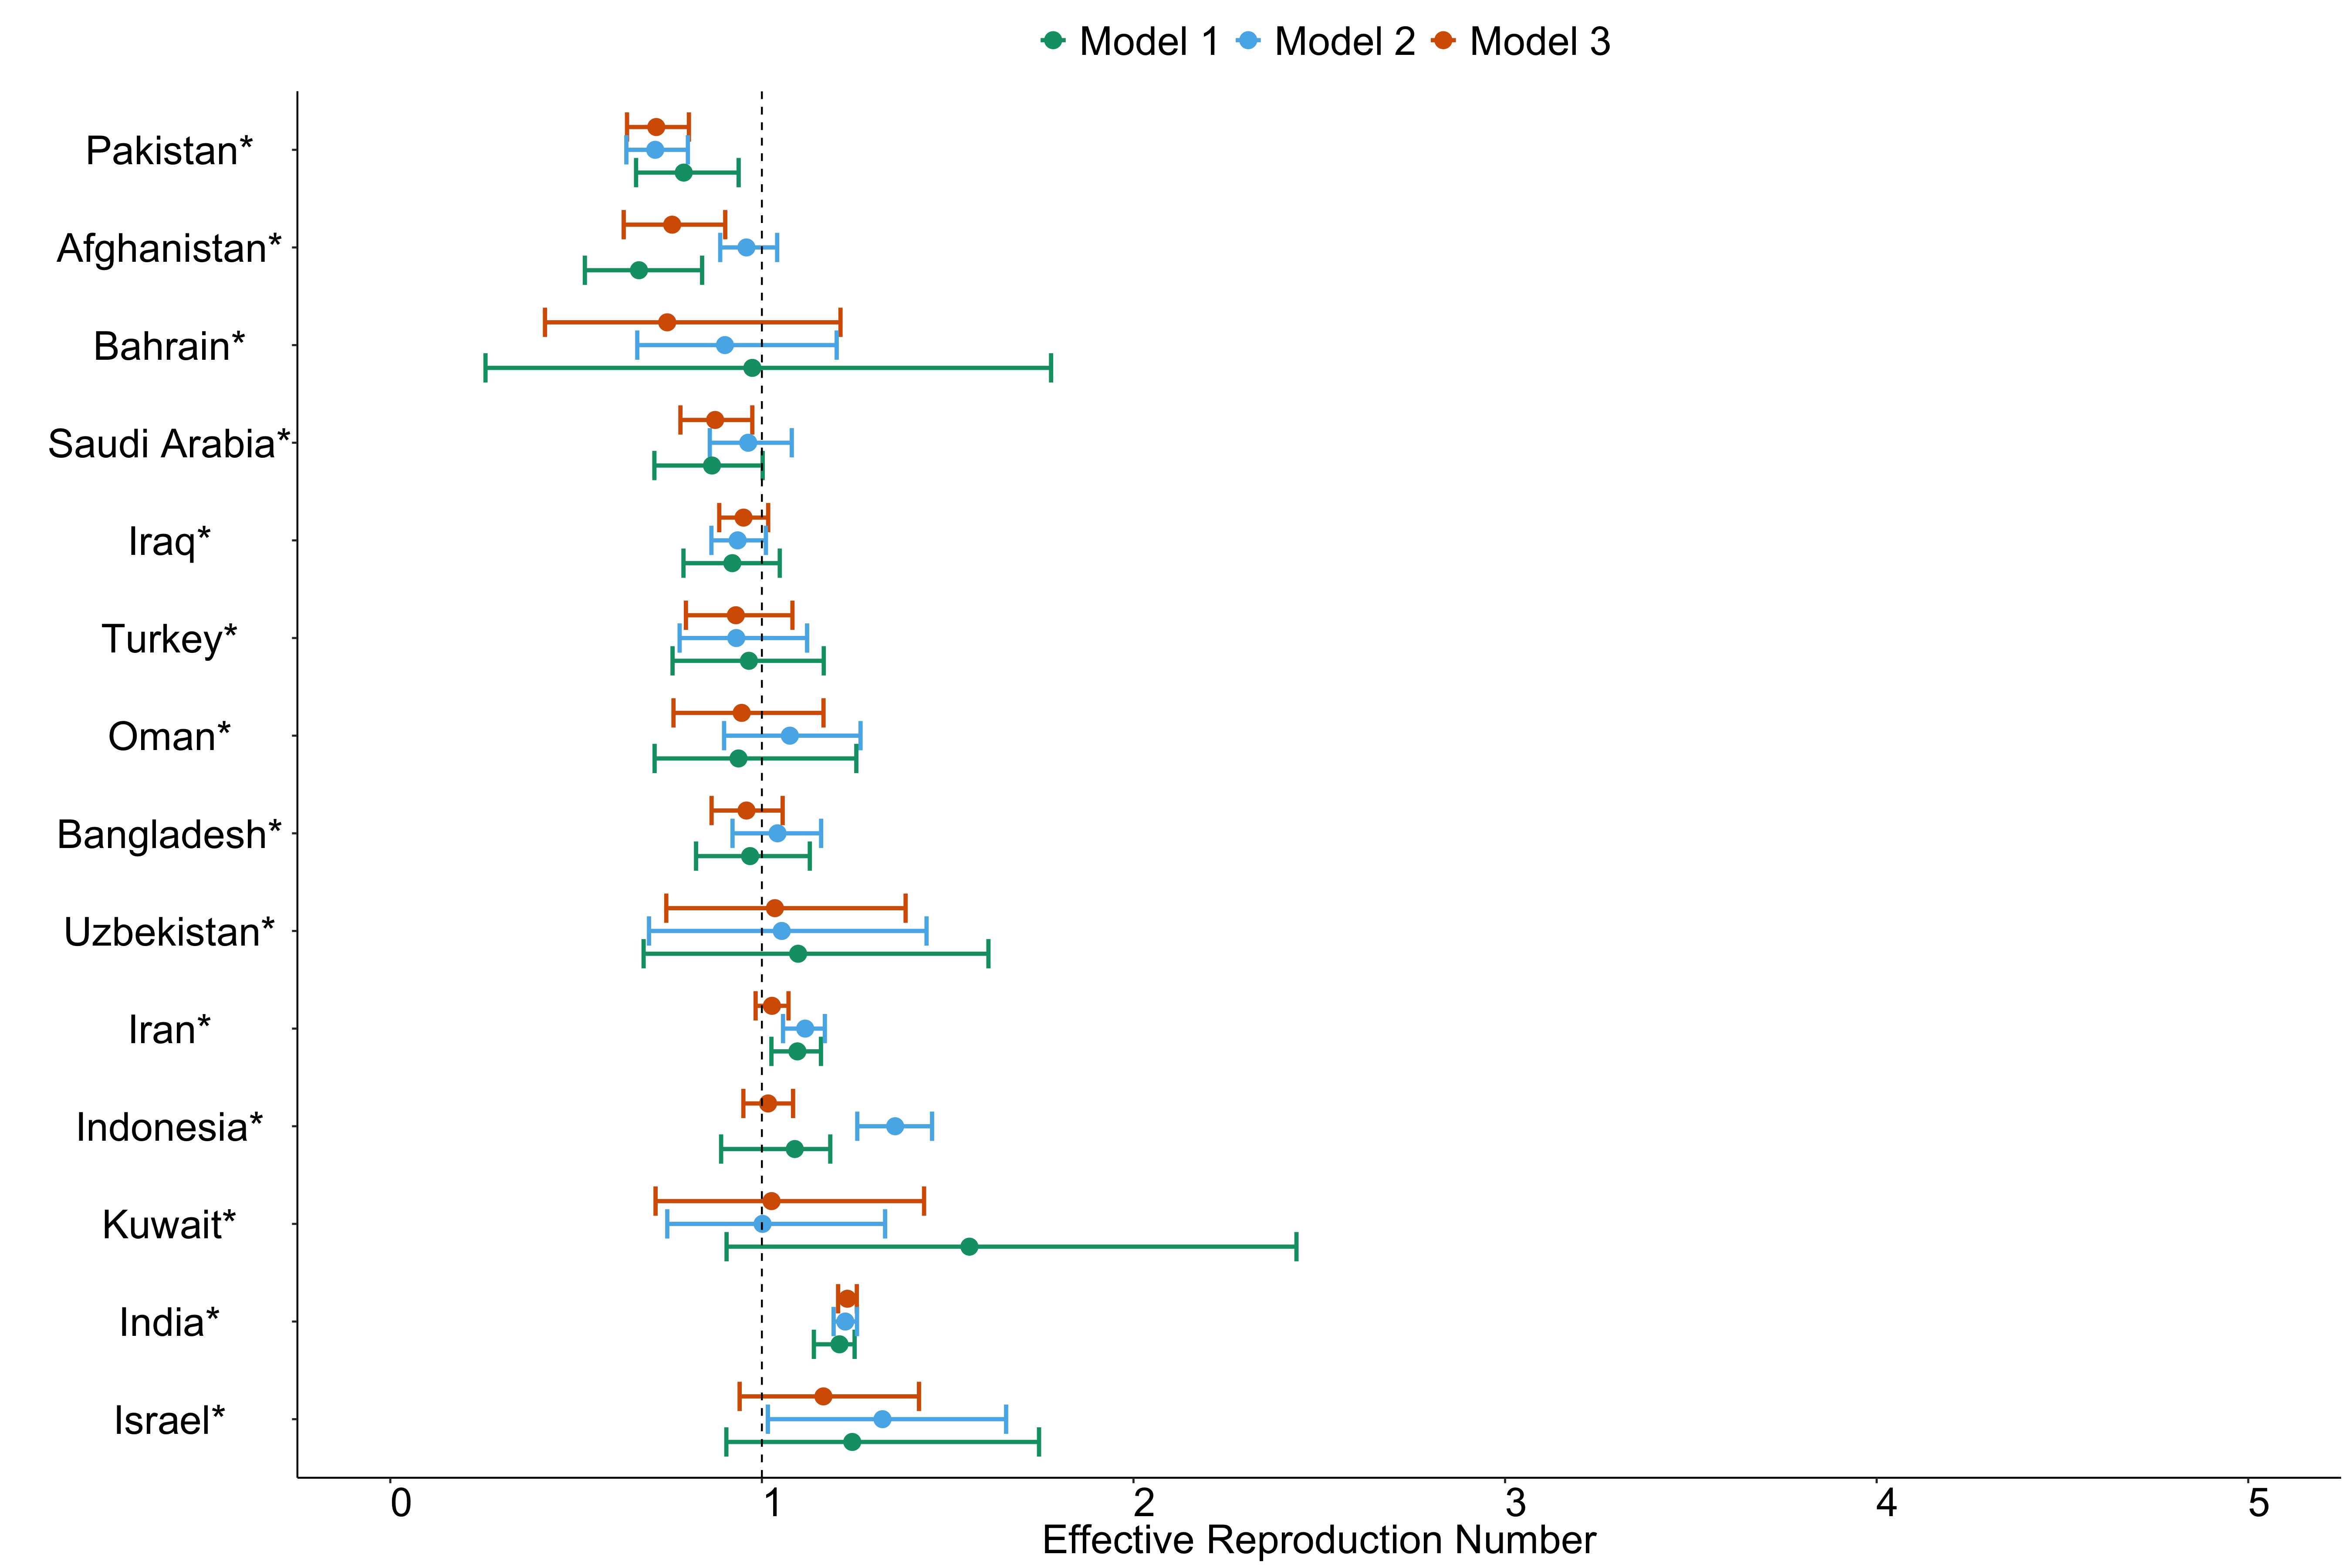 Model 1 Model 2 Model 3
Pakistan*
Afghanistan*
Bahrain*
Saudi Arabia*
Iraq*
Turkey*
Oman*
Bangladesh*
Uzbekistan*
Iran*
Indonesia*
Kuwait*
India*
Israel*
0 1 2 3 4 5
Effective Reproduction Number